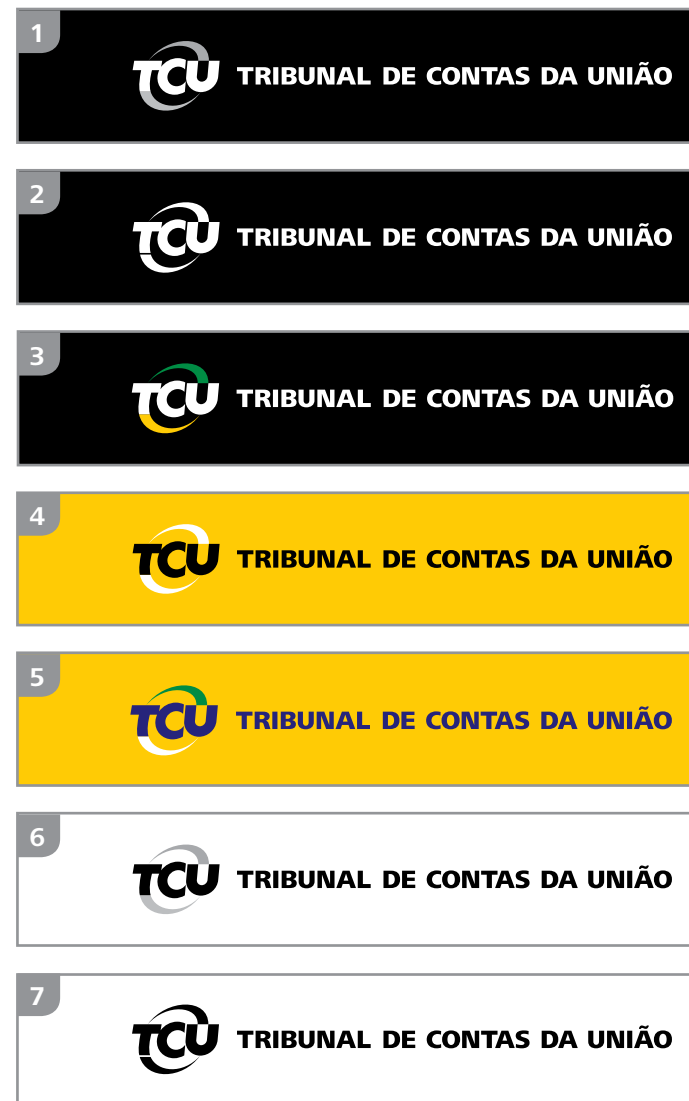 1
TCU TRIBUNAL DE CONTAS DA UNIÃO
2
TCU TRIBUNAL DE CONTAS DA UNIÃO
3
TCU TRIBUNAL DE CONTAS DA UNIÃO
4
TCU TRIBUNAL DE CONTAS DA UNIÃO
5
TCU TRIBUNAL DE CONTAS DA UNIÃO
6
TCU TRIBUNAL DE CONTAS DA UNIÃO
7
TCU TRIBUNAL DE CONTAS DA UNIÃO